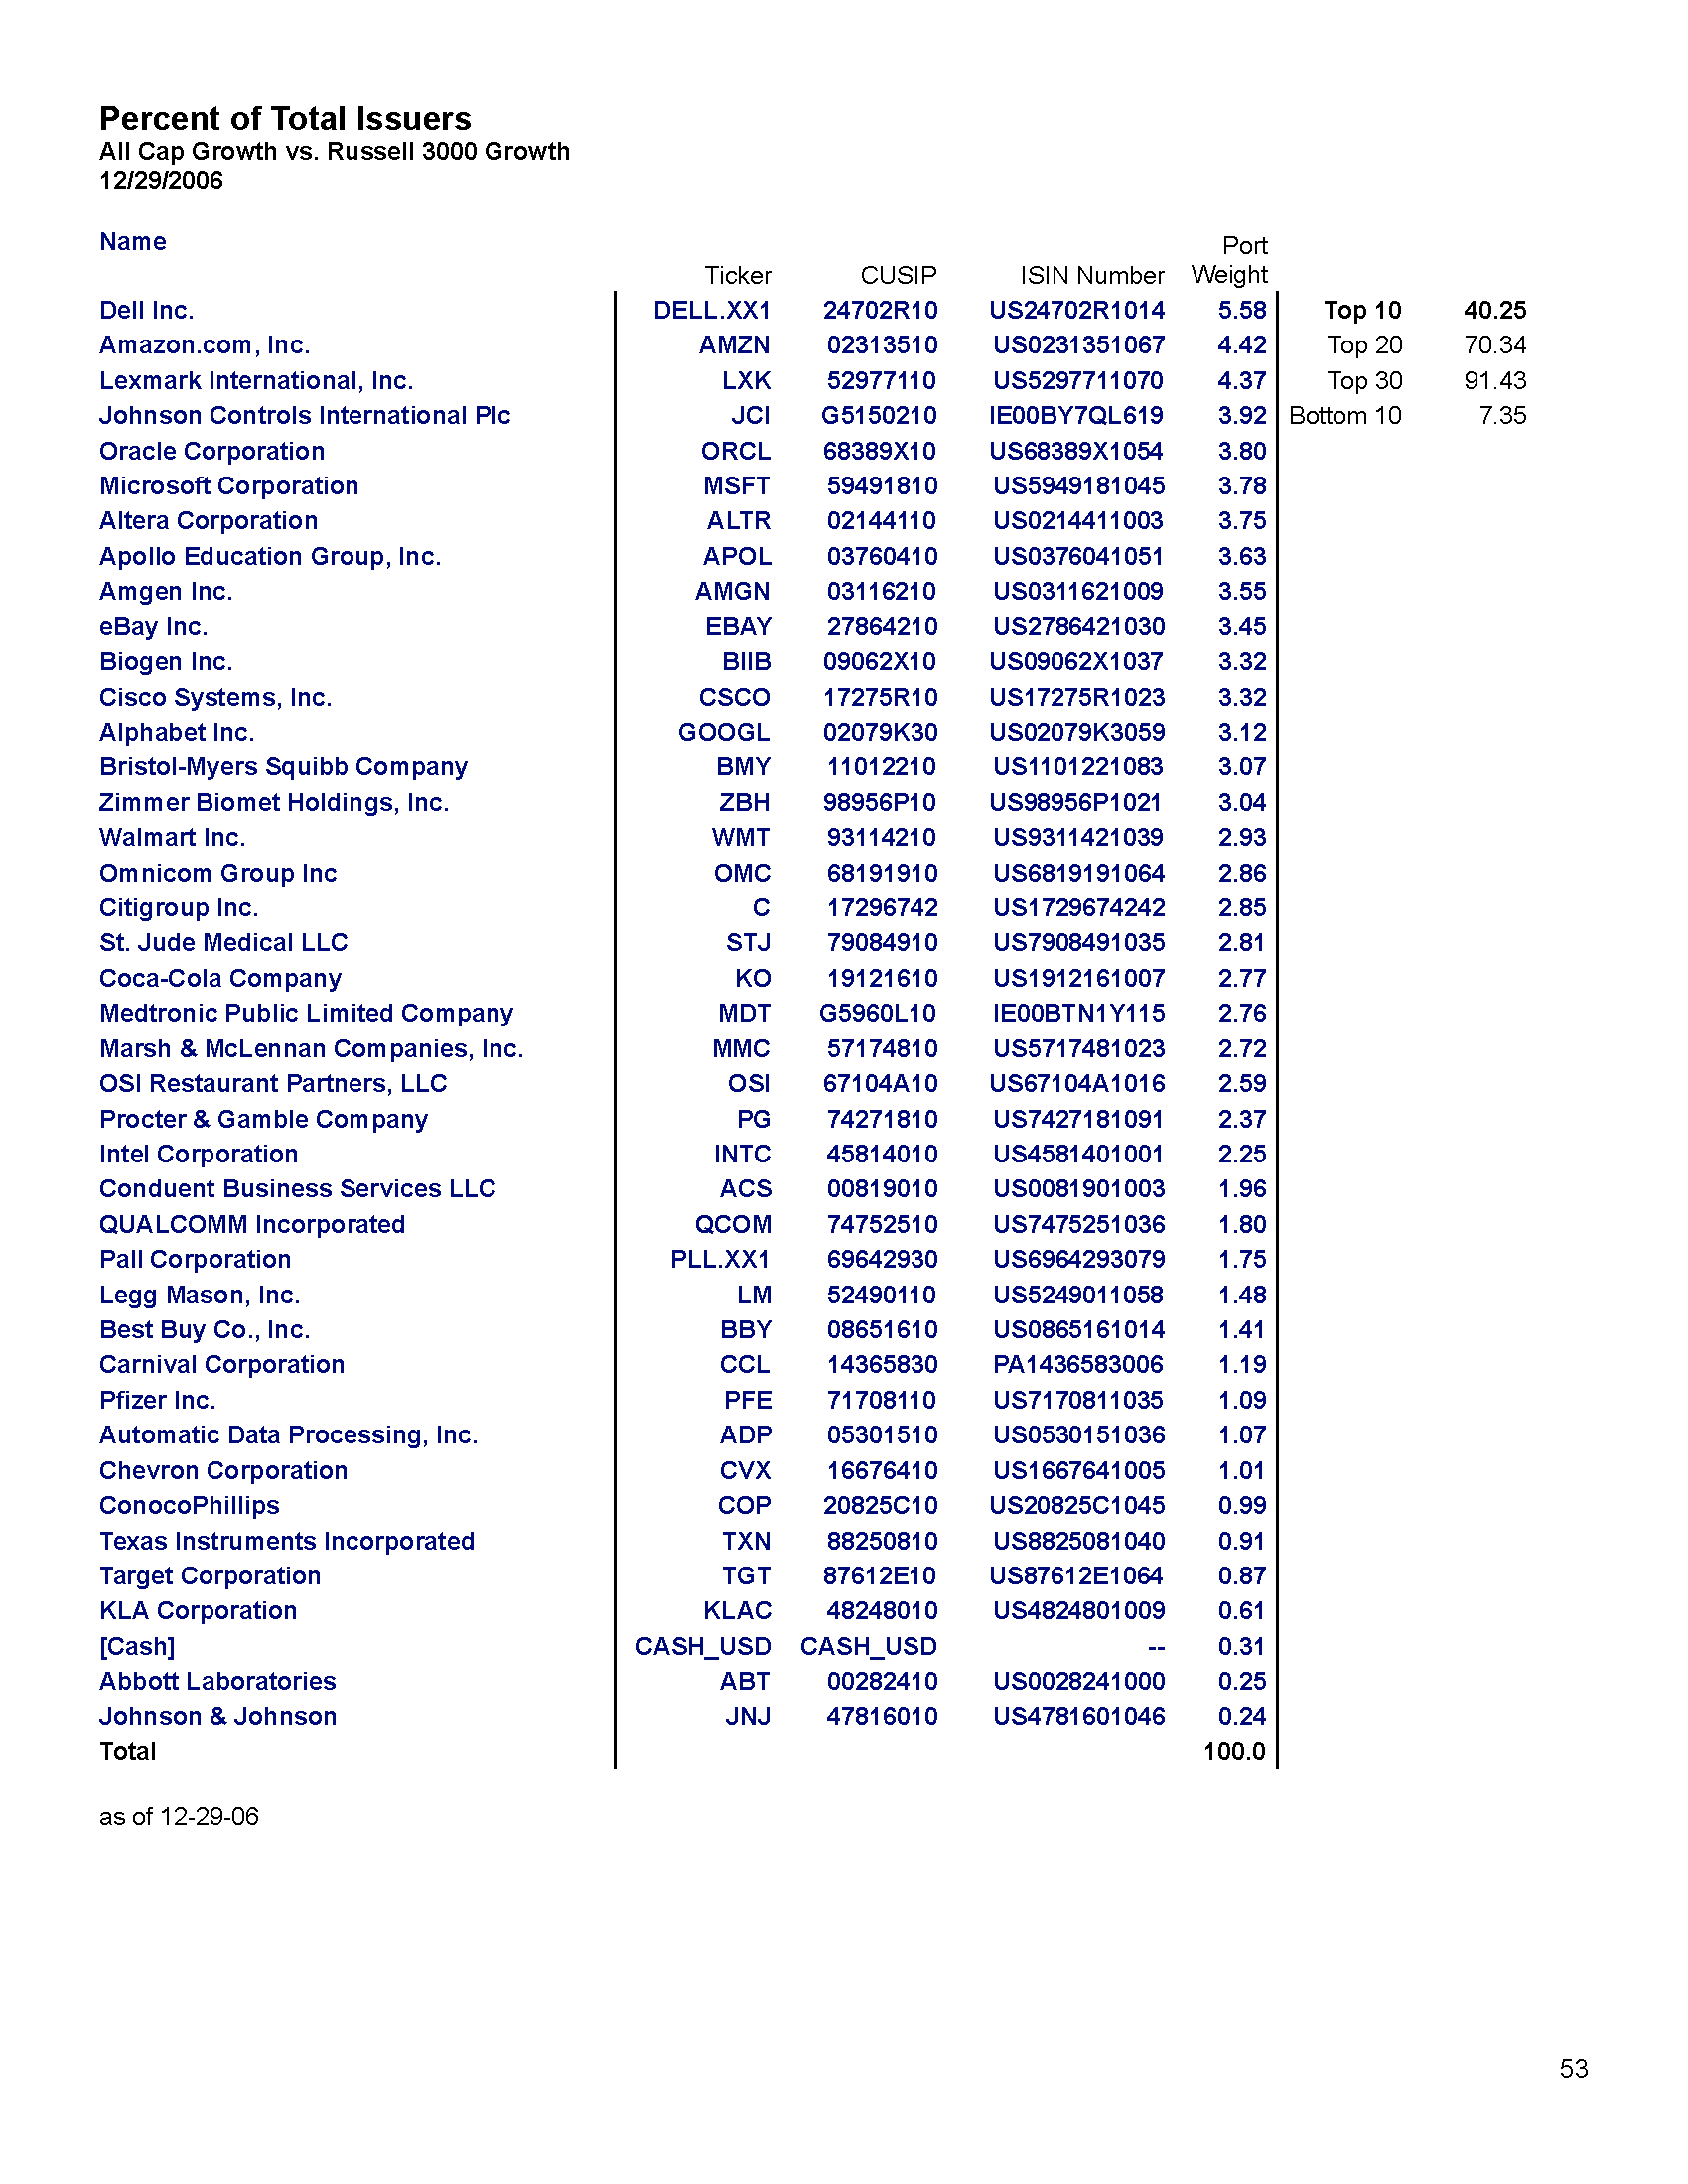 Percent of Total Issuers
All Cap Growth vs. Russell 3000 Growth
12/29/2006
Name Port
Ticker CUSIP ISIN Number Weight
Dell Inc. DELL.XX1 24702R10 US24702R1014 5.58 Top 10 40.25
Amazon.com, Inc. AMZN 02313510 US0231351067 4.42 Top 20 70.34
Lexmark International, Inc. LXK 52977110 US5297711070 4.37 Top 30 91.43
Johnson Controls International Plc JCI G5150210 IE00BY7QL619 3.92 Bottom 10 7.35
Oracle Corporation ORCL 68389X10 US68389X1054 3.80
Microsoft Corporation MSFT 59491810 US5949181045 3.78
Altera Corporation ALTR 02144110 US0214411003 3.75
Apollo Education Group, Inc. APOL 03760410 US0376041051 3.63
Amgen Inc. AMGN 03116210 US0311621009 3.55
eBay Inc. EBAY 27864210 US2786421030 3.45
Biogen Inc. BIIB 09062X10 US09062X1037 3.32
Cisco Systems, Inc. CSCO 17275R10 US17275R1023 3.32
Alphabet Inc. GOOGL 02079K30 US02079K3059 3.12
Bristol-Myers Squibb Company BMY 11012210 US1101221083 3.07
Zimmer Biomet Holdings, Inc. ZBH 98956P10 US98956P1021 3.04
Walmart Inc. WMT 93114210 US9311421039 2.93
Omnicom Group Inc OMC 68191910 US6819191064 2.86
Citigroup Inc. C 17296742 US1729674242 2.85
St. Jude Medical LLC STJ 79084910 US7908491035 2.81
Coca-Cola Company KO 19121610 US1912161007 2.77
Medtronic Public Limited Company MDT G5960L10 IE00BTN1Y115 2.76
Marsh & McLennan Companies, Inc. MMC 57174810 US5717481023 2.72
OSI Restaurant Partners, LLC OSI 67104A10 US67104A1016 2.59
Procter & Gamble Company PG 74271810 US7427181091 2.37
Intel Corporation INTC 45814010 US4581401001 2.25
Conduent Business Services LLC ACS 00819010 US0081901003 1.96
QUALCOMM Incorporated QCOM 74752510 US7475251036 1.80
Pall Corporation PLL.XX1 69642930 US6964293079 1.75
Legg Mason, Inc. LM 52490110 US5249011058 1.48
Best Buy Co., Inc. BBY 08651610 US0865161014 1.41
Carnival Corporation CCL 14365830 PA1436583006 1.19
Pfizer Inc. PFE 71708110 US7170811035 1.09
Automatic Data Processing, Inc. ADP 05301510 US0530151036 1.07
Chevron Corporation CVX 16676410 US1667641005 1.01
ConocoPhillips COP 20825C10 US20825C1045 0.99
Texas Instruments Incorporated TXN 88250810 US8825081040 0.91
Target Corporation TGT 87612E10 US87612E1064 0.87
KLA Corporation KLAC 48248010 US4824801009 0.61
[Cash] CASH_USD CASH_USD -- 0.31
Abbott Laboratories ABT 00282410 US0028241000 0.25
Johnson & Johnson JNJ 47816010 US4781601046 0.24
Total 100.0
as of 12-29-06
53